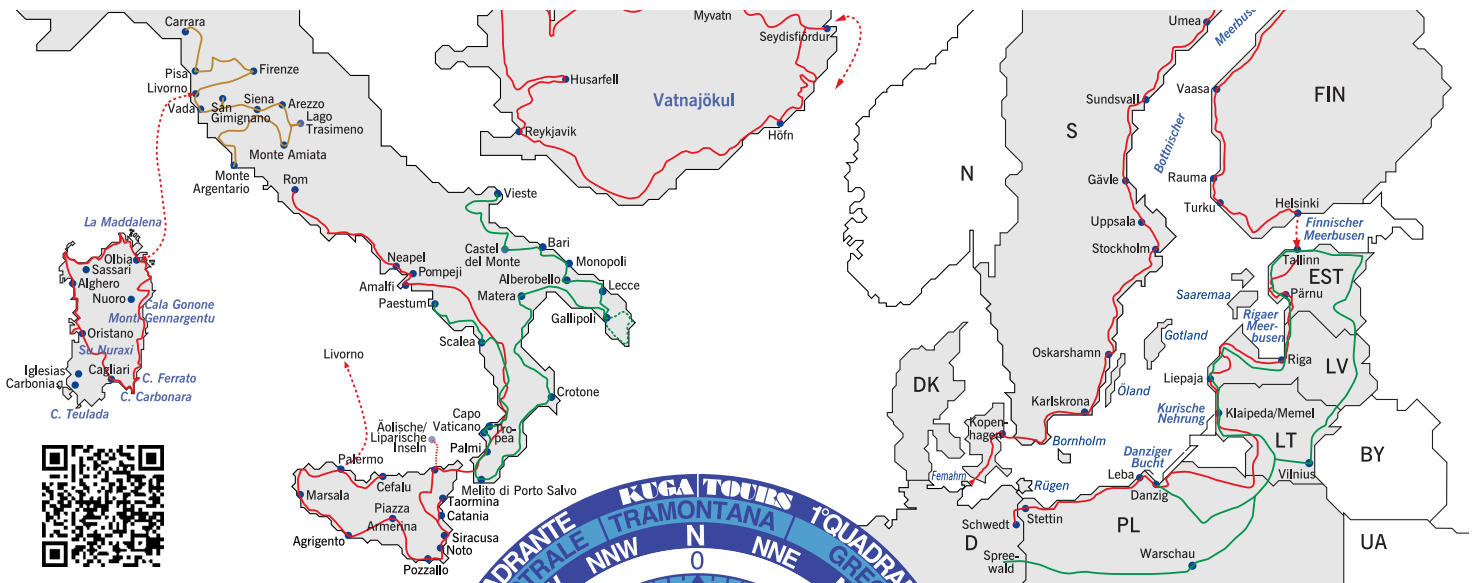 Carrara
Pisa
Firenze
Livorno
Vada
San
Gimignano
Siena
Arezzo
Lago
Trasimeno
Monte Amiata
Monte
Argentario
Rom
Vieste
Castel
del Monte
Bari
Monopoli
Alberobello
Matera
Lecce
Gallipoli
Neapel
Pompeji
Amalfi
Paestum
Scalea
Crotone
Capo
Vaticano
Tro-
pea
Palmi
Melito di Porto Salvo
Äolische/
Liparische
Inseln
Livorno
Palermo
Cefalu
Marsala
Piazza
Armerina
Agrigento
Taormina
Catania
Siracusa
Noto
Pozzallo
La Maddalena
Olbia
Sassari
Alghero
Nuoro
Cala Gonone
Monti Gennargentu
Oristano
Su Nuraxi
Iglesias
Carbonia
Cagliari
C. Ferrato
C. Carbonara
C. Teulada
Myvatn
Seydisfjördur
Husarfell
Vatnajökul
Reykjavik
Höfn
Umea
Meerbuse
Sundsvall
Vaasa
FIN
S
N
Bottnischer
Gävle
Rauma
Uppsala
Turku
Helsinki
Stockholm
Finnischer
Meerbusen
Tallinn
EST
Saaremaa
Pärnu
Rigaer
Meer-
busen
Gotland
Riga
LV
Oskarshamn
Liepaja
Öland
DK
Karlskrona
Kurische
Nehrung
Klaipeda/Memel
LT
Kopen-
hagen
Bornholm
Danziger
Bucht
BY
Vilnius
Femahrn
Rügen
Leba
Danzig
Stettin
Schwedt
PL
D
Spree-
wald
Warschau
UA
KUGA TOURS
ADRANTE
TRAMONTANA
1°QUADRA
STRALE
GREC
NNW
N
NNE
0